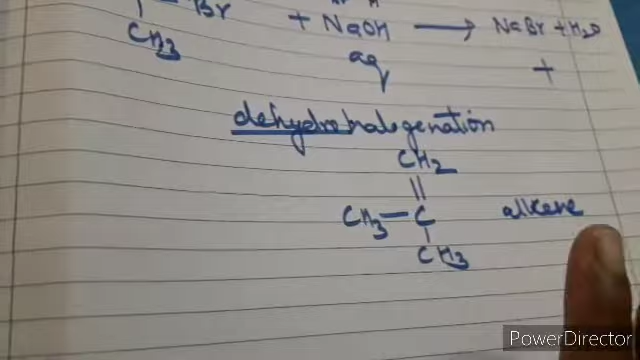 Br + NaOH → NaBr + H2O
CH3 aq +
dehydrohalogenation
CH2
||
CH3—C alkene
|
CH3
PowerDirector